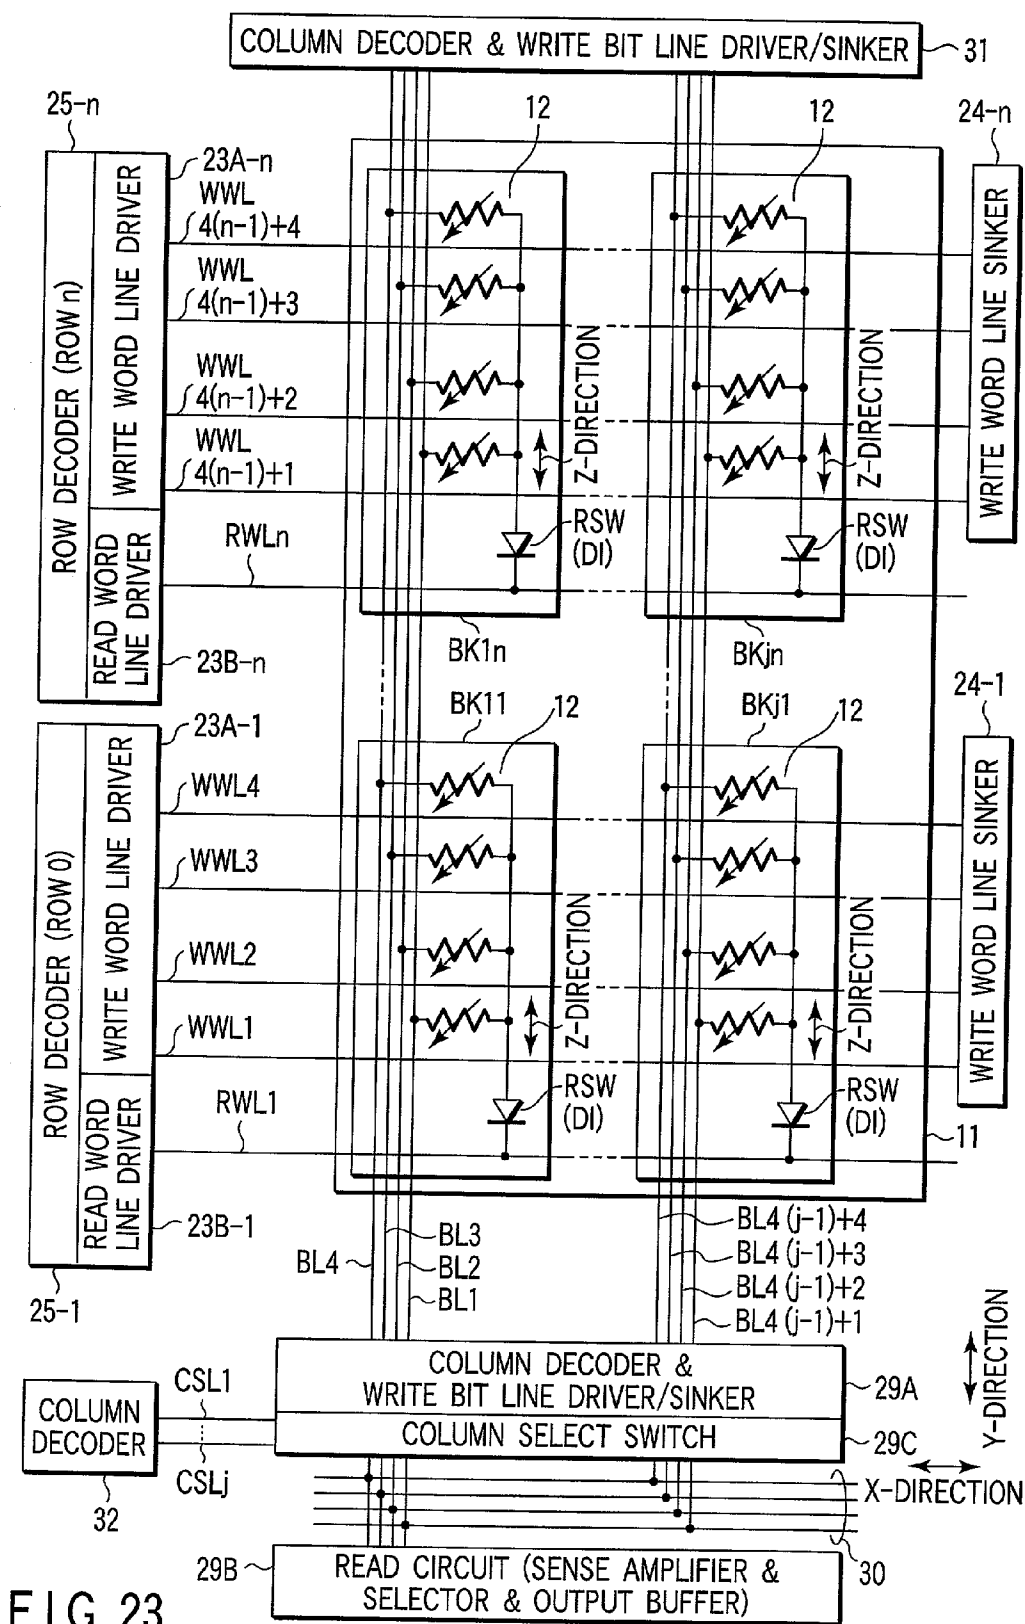 COLUMN DECODER & WRITE BIT LINE DRIVER/SINKER
31
25-n
12
12
24-n
ROW DECODER (ROW n)
WRITE WORD LINE DRIVER
READ WORD
LINE DRIVER
23A-n
WWL
4(n-1)+4
WWL
4(n-1)+3
WWL
4(n-1)+2
WWL
4(n-1)+1
RWLn
23B-n
Z-DIRECTION
Z-DIRECTION
RSW
(DI)
RSW
(DI)
WRITE WORD LINE SINKER
BK1n
BKjn
24-1
BK11
12
BKj1
12
ROW DECODER (ROW 0)
WRITE WORD LINE DRIVER
READ WORD
LINE DRIVER
23A-1
WWL4
WWL3
WWL2
WWL1
RWL1
23B-1
25-1
Z-DIRECTION
Z-DIRECTION
RSW
(DI)
RSW
(DI)
WRITE WORD LINE SINKER
11
BL4
BL3
BL2
BL1
BL4(j-1)+4
BL4(j-1)+3
BL4(j-1)+2
BL4(j-1)+1
COLUMN DECODER &
WRITE BIT LINE DRIVER/SINKER
29A
COLUMN SELECT SWITCH
29C
COLUMN
DECODER
32
CSL1
CSLj
Y-DIRECTION
X-DIRECTION
30
29B
READ CIRCUIT (SENSE AMPLIFIER &
SELECTOR & OUTPUT BUFFER)
FIG. 23